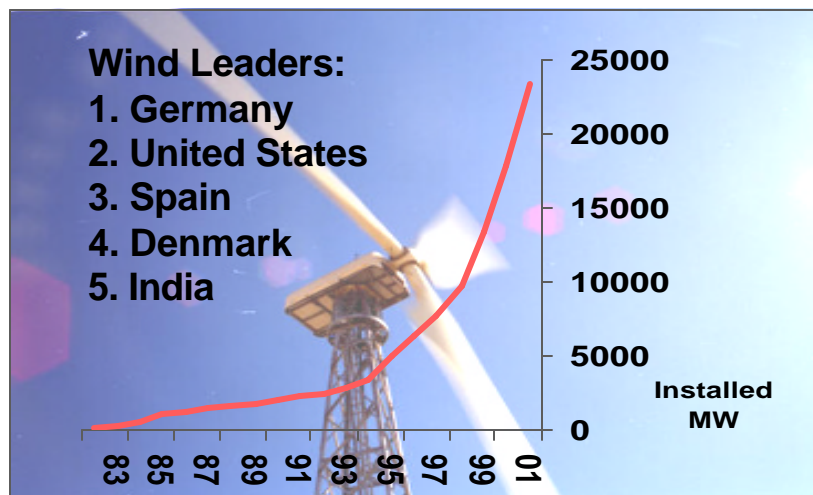 Wind Leaders:
1. Germany
2. United States
3. Spain
4. Denmark
5. India
25000
20000
15000
10000
5000
0
Installed
MW
83
85
87
89
91
93
95
97
99
01